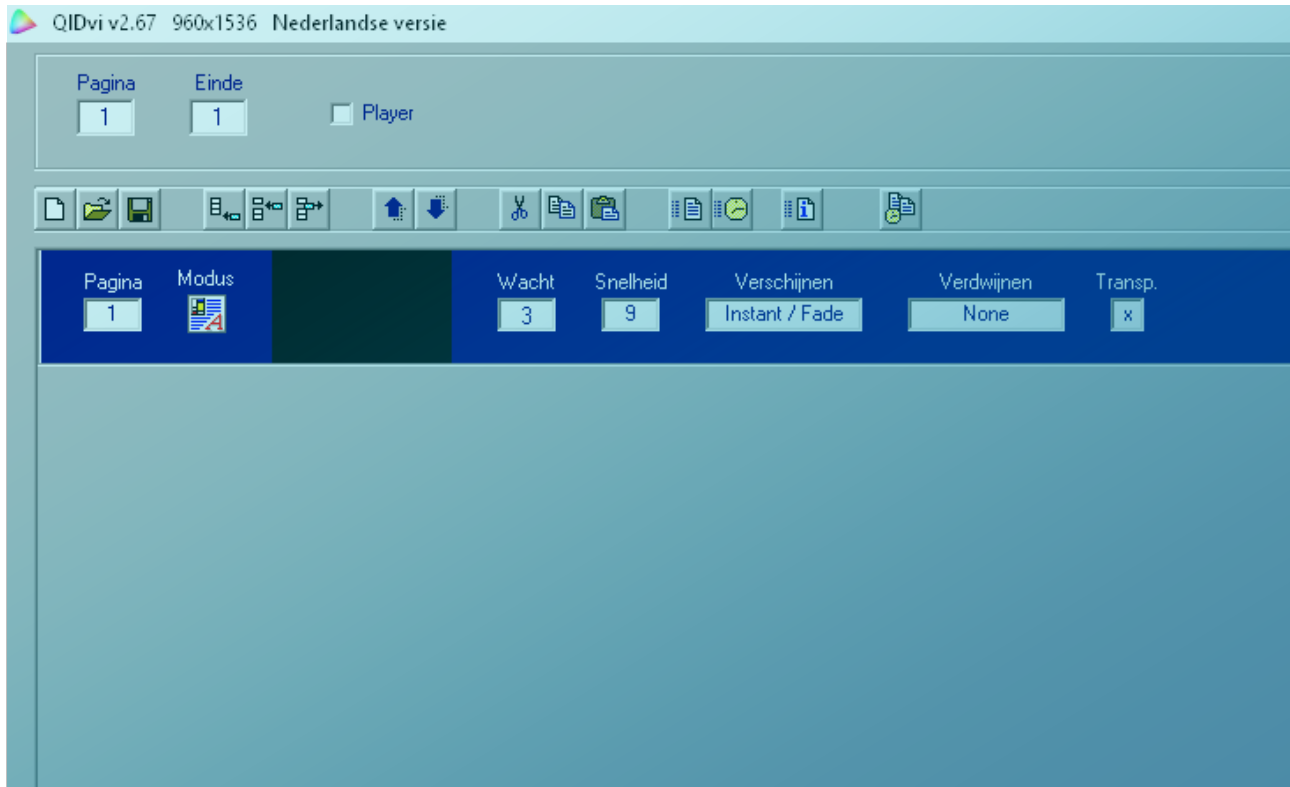 QIDvi v2.67 960x1536 Nederlandse versie
Pagina Einde
1 1 Player
Pagina Modus Wacht Snelheid Verschijnen Verdwijnen Transp.
1 3 9 Instant / Fade None x